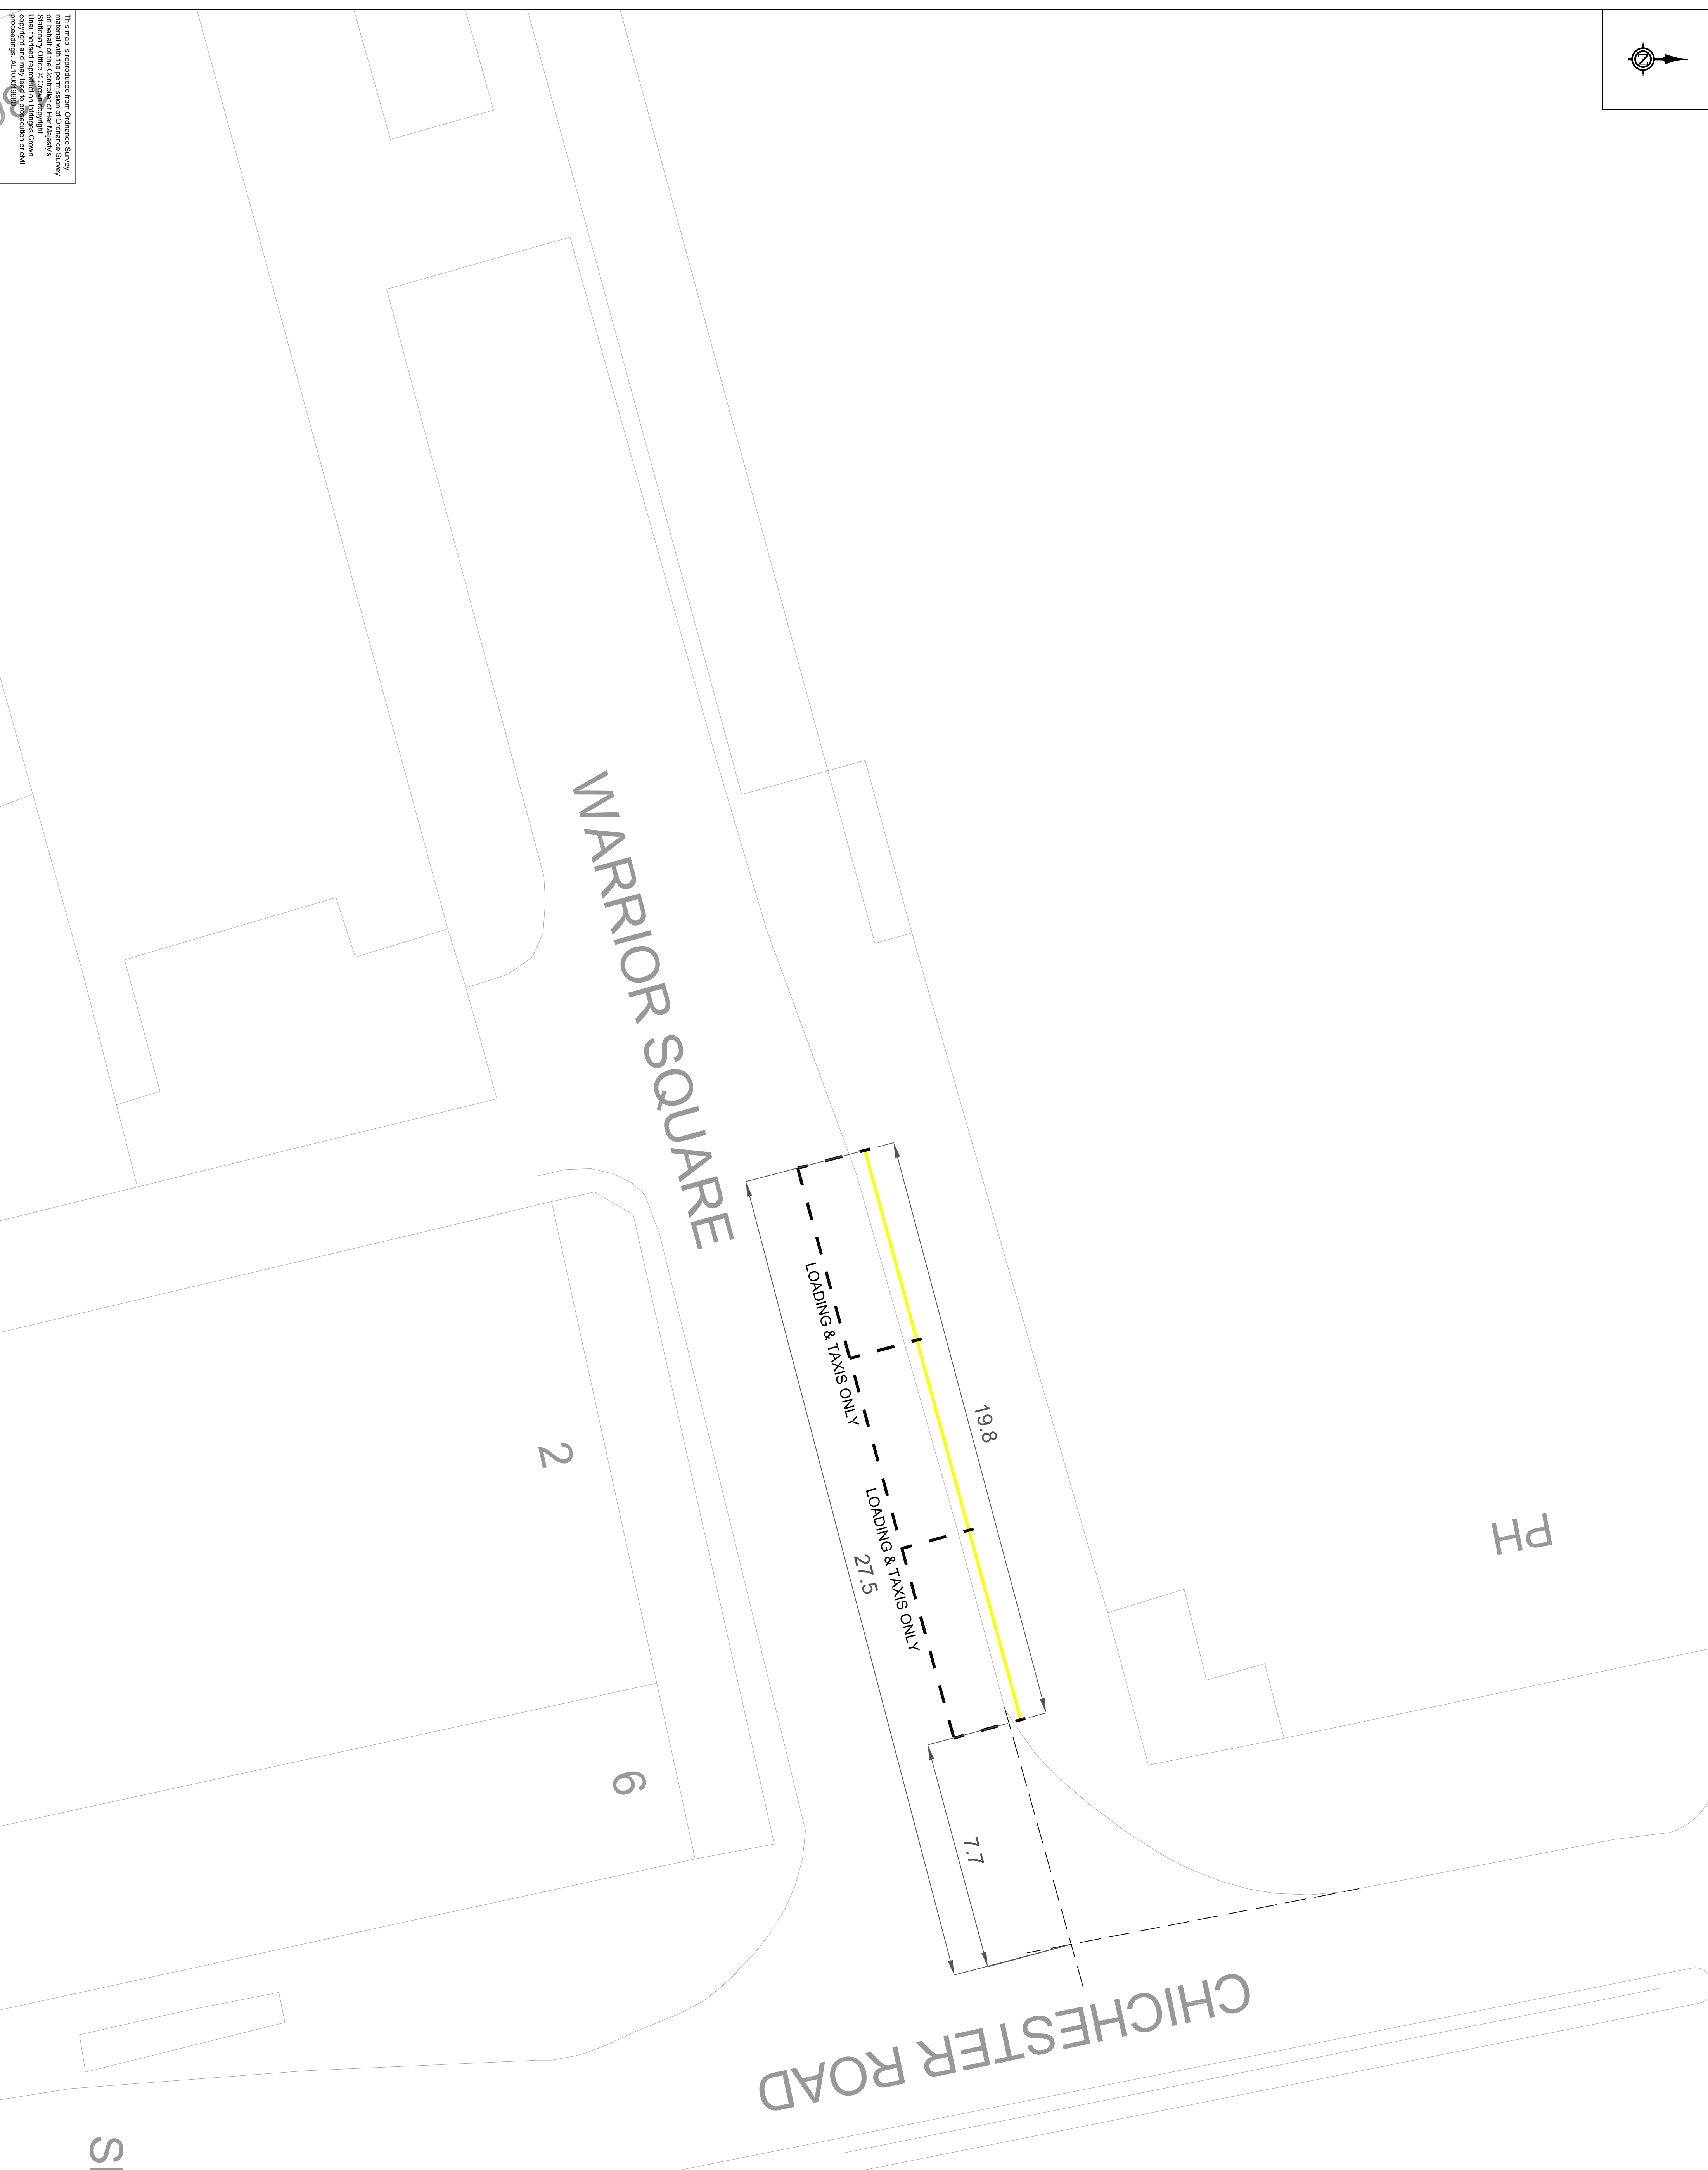 This map is reproduced from Ordnance Survey
material with the permission of Ordnance Survey
on behalf of the Controller of Her Majesty's
Stationary Office © Crown copyright.
Unauthorised reproduction infringes Crown
copyright and may lead to prosecution or civil
proceedings.
N
WARRIOR SQUARE
LOADING & TAXIS ONLY
LOADING & TAXIS ONLY
19.8
27.5
7.7
2
6
PH
CHICHESTER ROAD